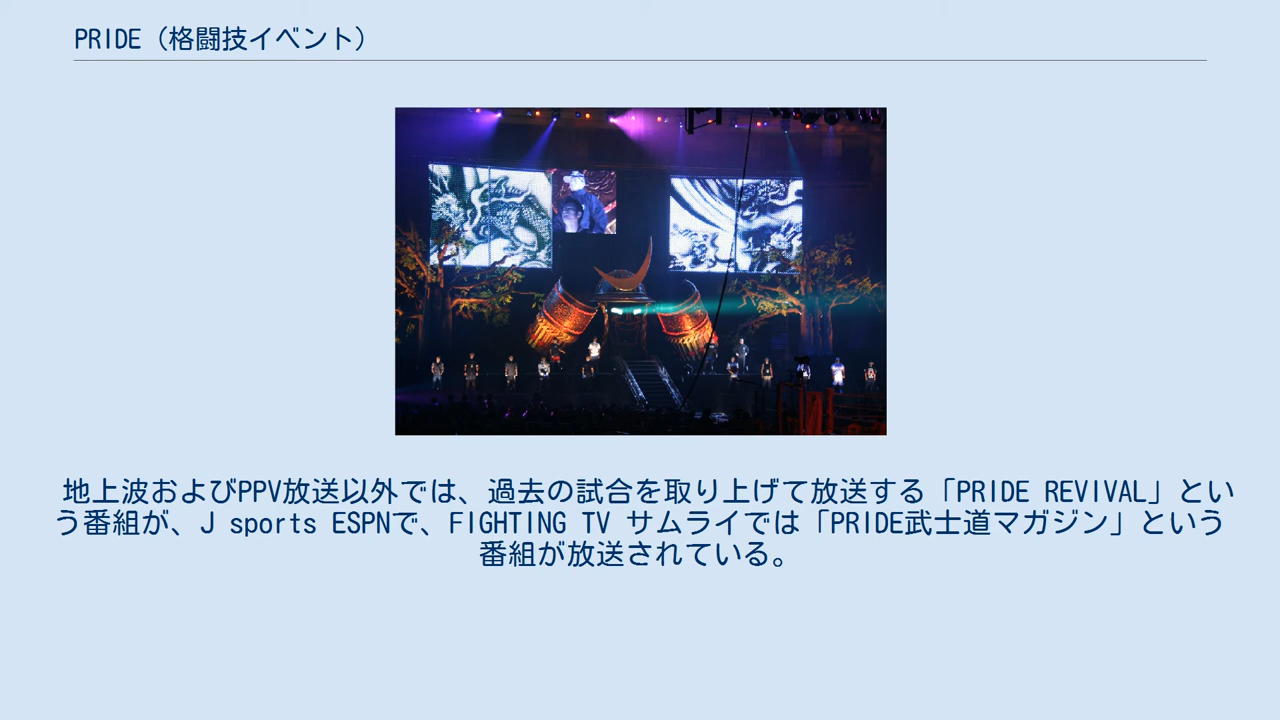 PRIDE（格闘技イベント）
地上波およびPPV放送以外では、過去の試合を取り上げて放送する「PRIDE REVIVAL」とい
う番組が、J sports ESPNで、FIGHTING TV サムライでは「PRIDE武士道マガジン」という
番組が放送されている。